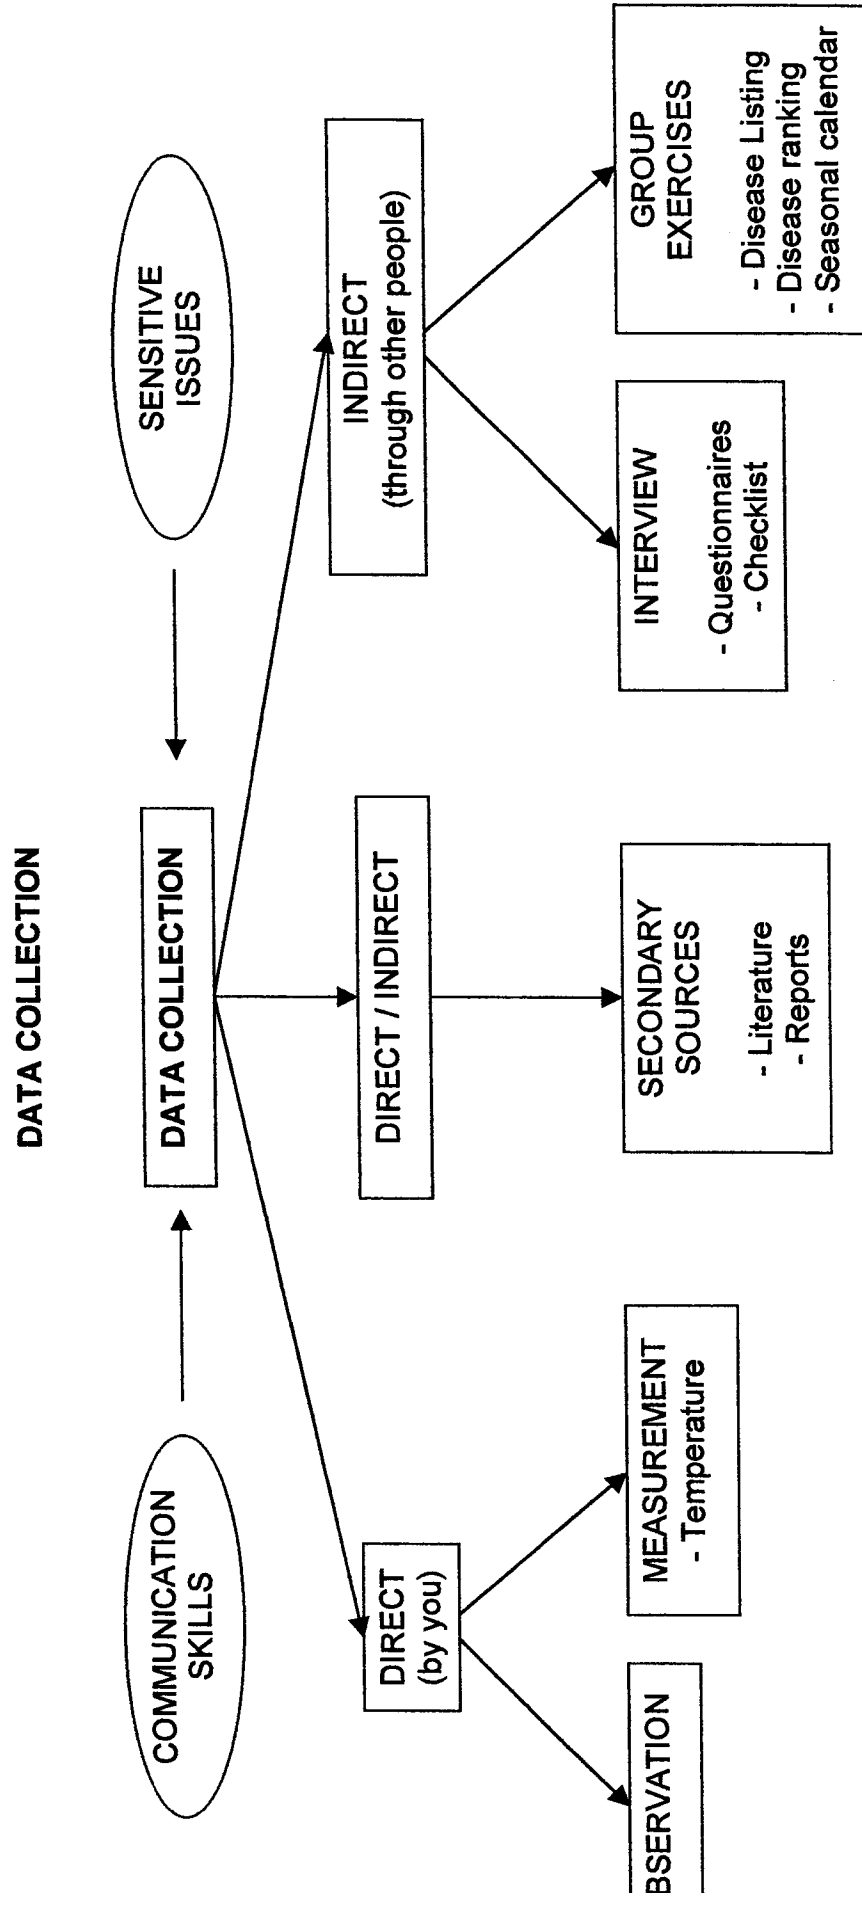 DATA COLLECTION
COMMUNICATION
SKILLS
DATA COLLECTION
SENSITIVE
ISSUES
DIRECT
(by you)
DIRECT / INDIRECT
INDIRECT
(through other people)
BSERVATION
MEASUREMENT
- Temperature
SECONDARY
SOURCES
- Literature
- Reports
INTERVIEW
- Questionnaires
- Checklist
GROUP
EXERCISES
- Disease Listing
- Disease ranking
- Seasonal calendar